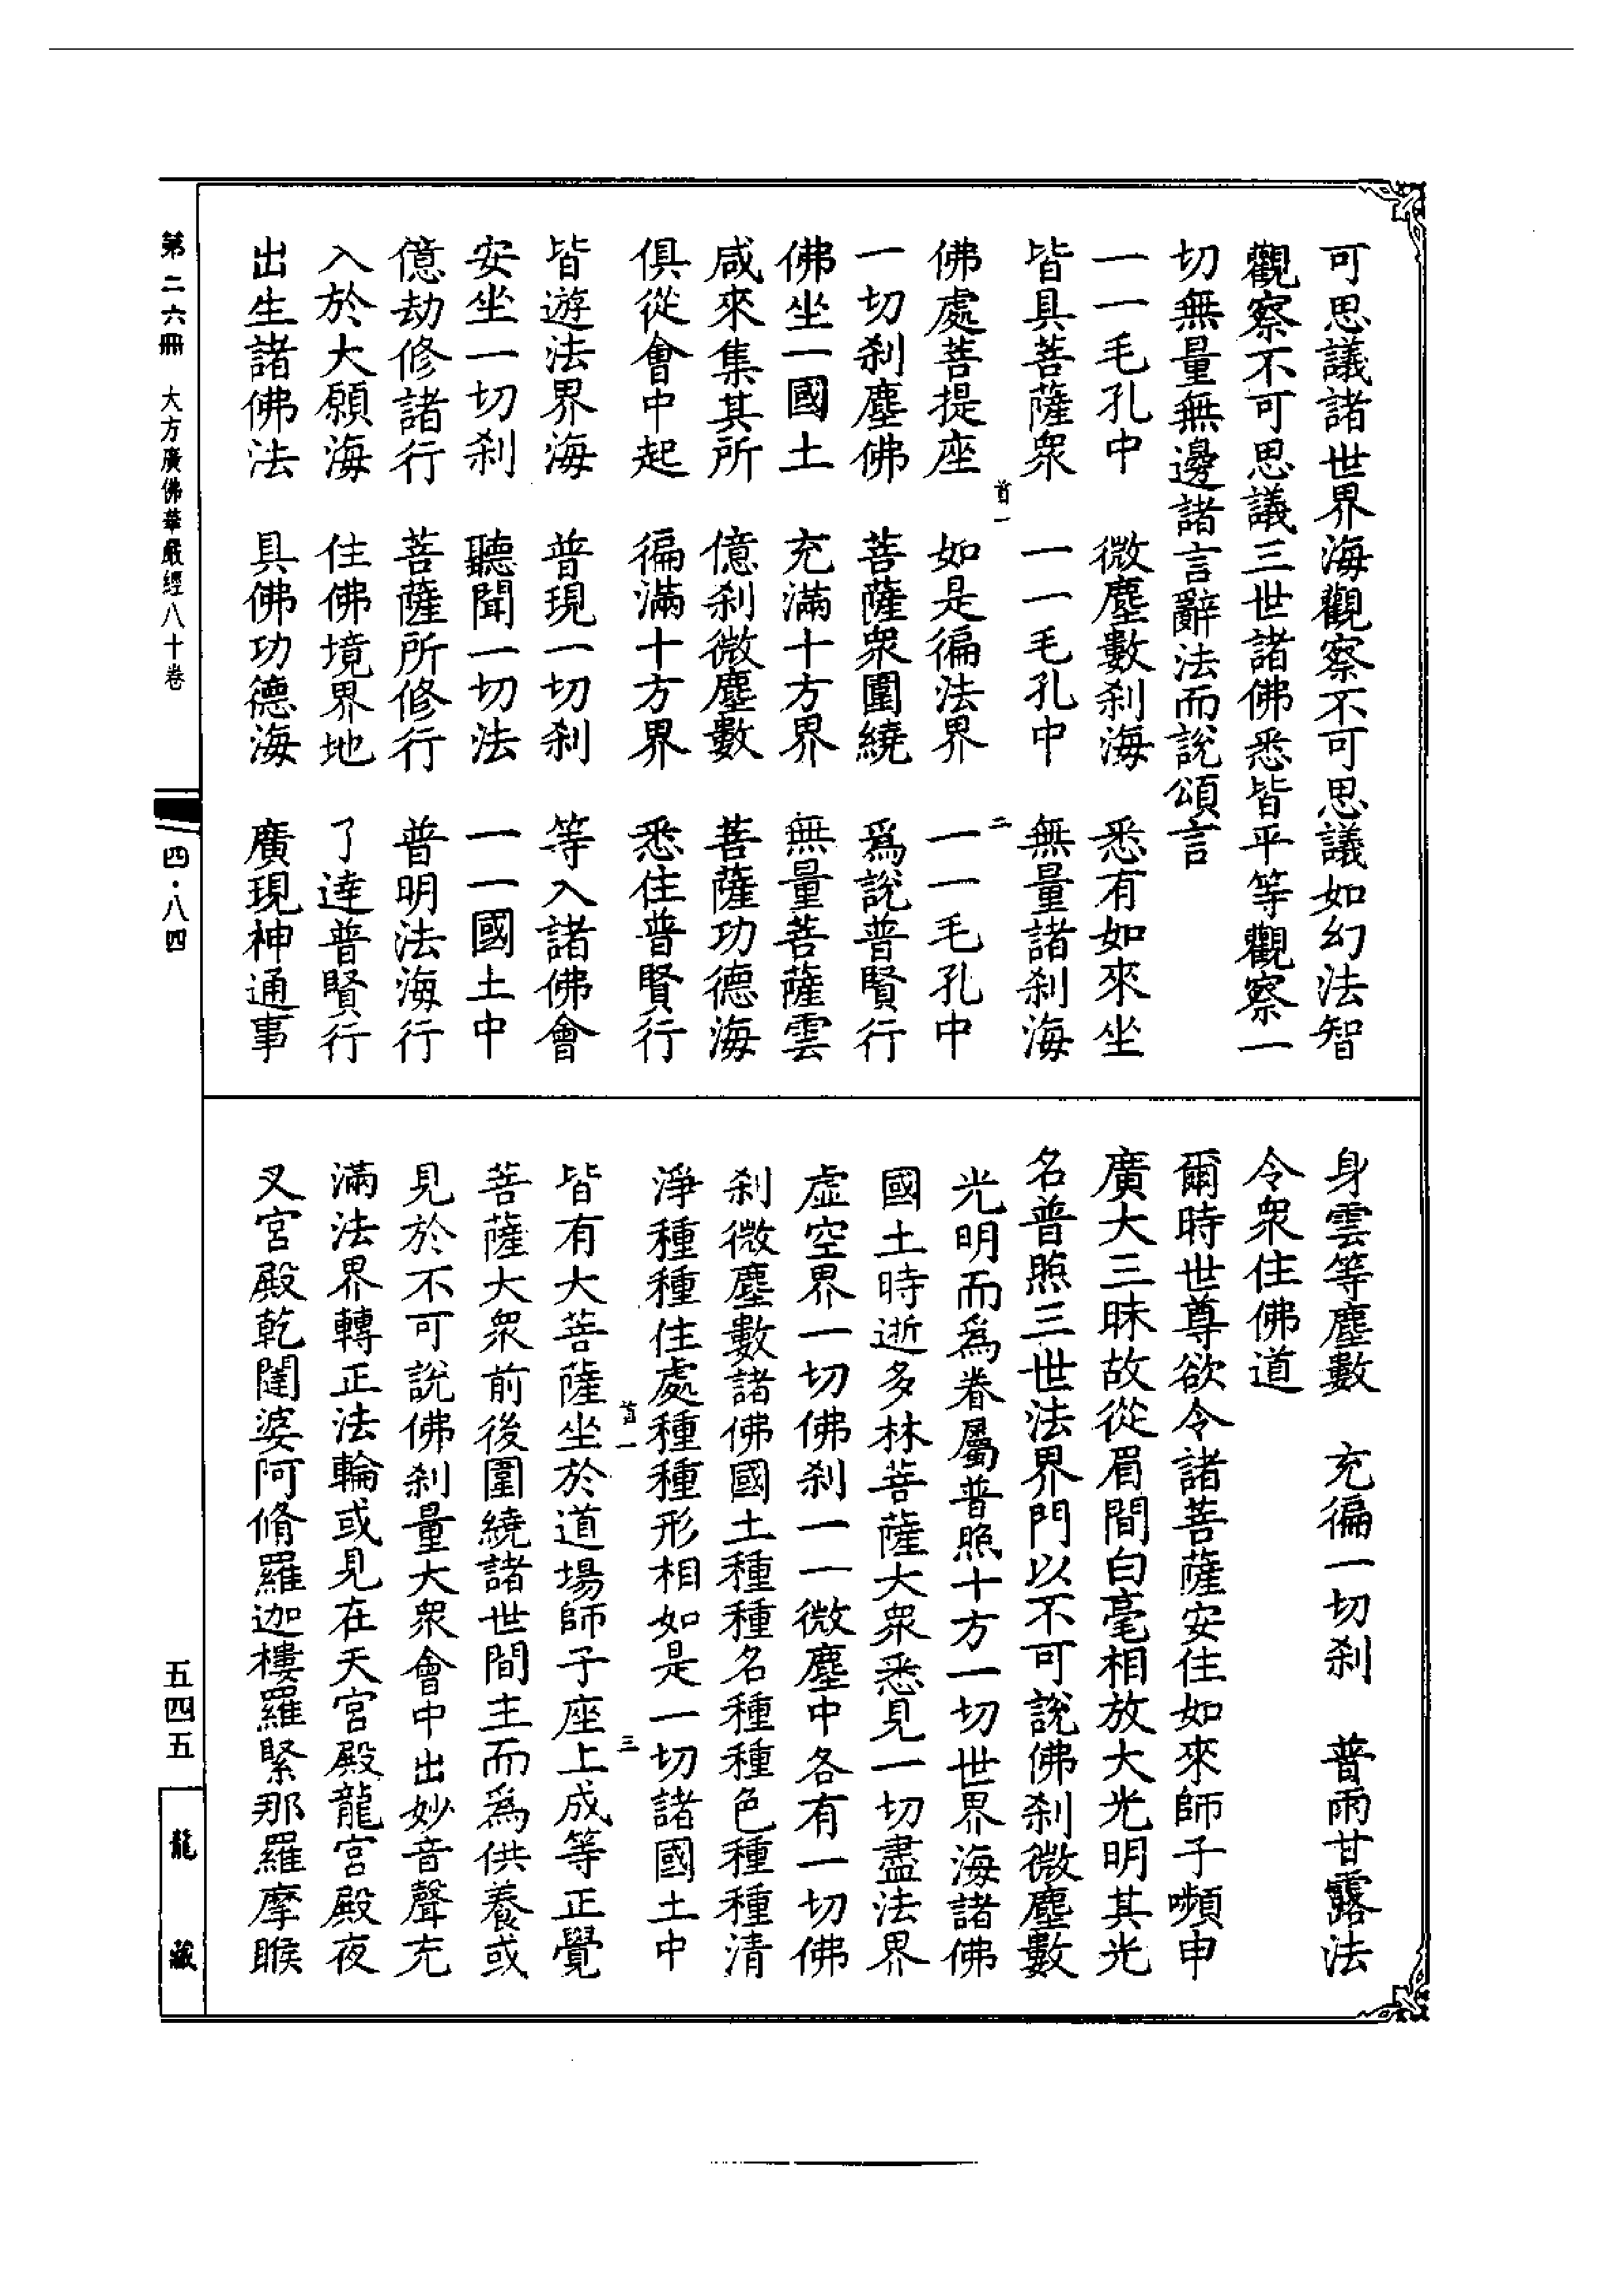 可思議諸世界海觀察不可思議如幻法智
觀察不可思議三世諸佛悉皆平等觀察一
切無量無邊諸言辭法而說頌言
一一毛孔中　微塵數刹海　悉有如來坐
皆具菩薩衆　一一毛孔中　無量諸刹海
首一　二
佛處菩提座　如是徧法界　一一毛孔中
一切刹塵佛　菩薩衆圍繞　爲說普賢行
佛坐一國土　充滿十方界　無量菩薩雲
咸來集其所　億刹微塵數　菩薩功德海
俱從會中起　徧滿十方界　悉住普賢行
皆遊法界海　普現一切刹　等入諸佛會
安坐一切刹　聽聞一切法　一一國土中
億劫修諸行　菩薩所修行　普明法海行
入於大願海　住佛境界地　了達普賢行
出生諸佛法　具佛功德海　廣現神通事
身雲等塵數　充徧一切刹　普雨甘露法
令衆住佛道
爾時世尊欲令諸菩薩安住如來師子嚬申
廣大三昧故從眉間白毫相放大光明其光
名普照三世法界門以不可說佛刹微塵數
光明而爲眷屬普照十方一切世界海諸佛
國土時逝多林菩薩大衆悉見一切盡法界
虛空界一切佛刹一一微塵中各有一切佛
刹微塵數諸佛國土種種名種種色種種清
淨種種住處種種形相如是一切諸國土中
首一　三
皆有大菩薩坐於道場師子座上成等正覺
菩薩大衆前後圍繞諸世間主而爲供養或
見於不可說佛刹量大衆會中出妙音聲充
滿法界轉正法輪或見在天宮殿龍宮殿夜
叉宮殿乾闥婆阿脩羅迦樓羅緊那羅摩睺
第二六冊　大方廣佛華嚴經八十卷　四·八四
五四五　龍藏